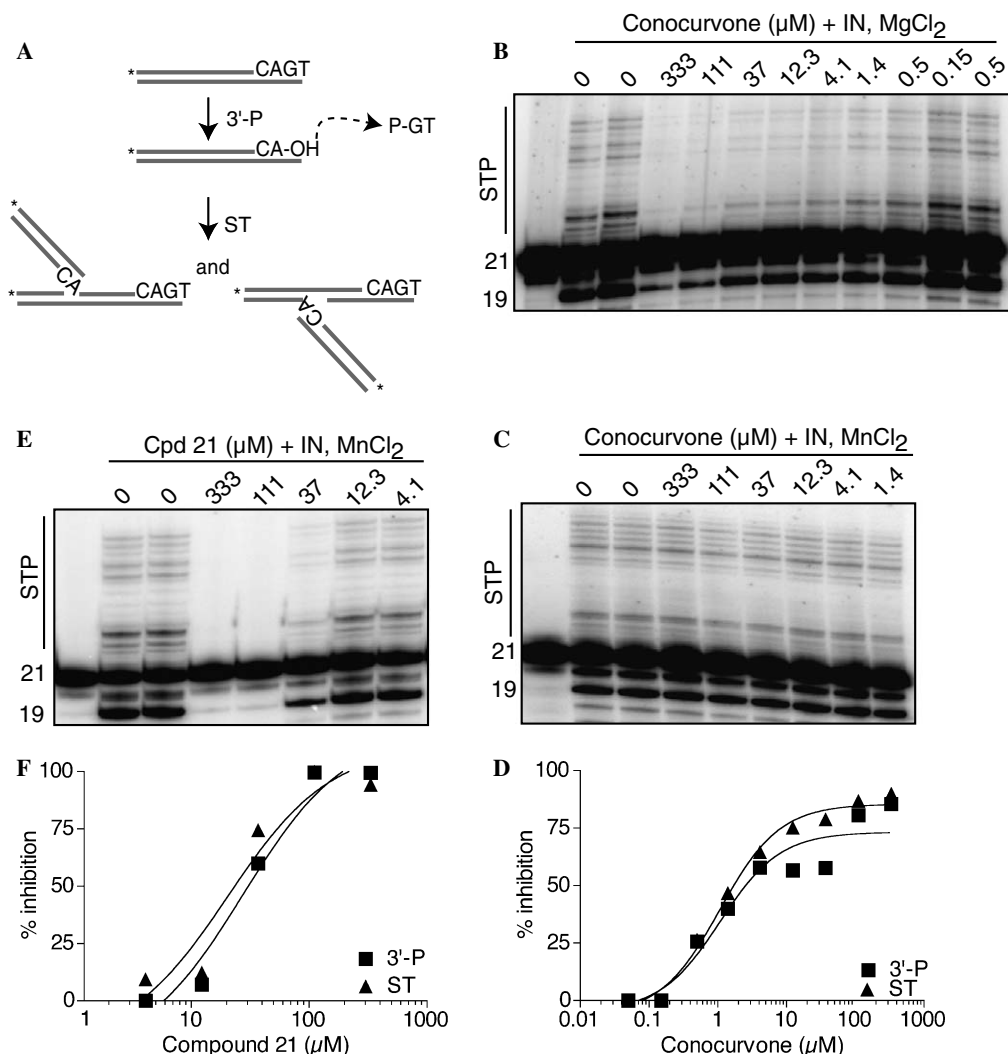 A
* CAGT
3'-P
* CA-OH P-GT
ST
*
CA
* CAGT
and
* CAGT
CA
*
B
Conocurvone (µM) + IN, MgCl2
0 0 333 111 37 12.3 4.1 1.4 0.5 0.15 0.5
STP
21
19
E
Cpd 21 (µM) + IN, MnCl2
0 0 333 111 37 12.3 4.1
STP
21
19
C
Conocurvone (µM) + IN, MnCl2
0 0 333 111 37 12.3 4.1 1.4
STP
21
19
F
% inhibition
100
75
50
25
0
1 10 100 1000
Compound 21 (µM)
3'-P
ST
D
% inhibition
100
75
50
25
0
0.01 0.1 1 10 100 1000
Conocurvone (µM)
3'-P
ST